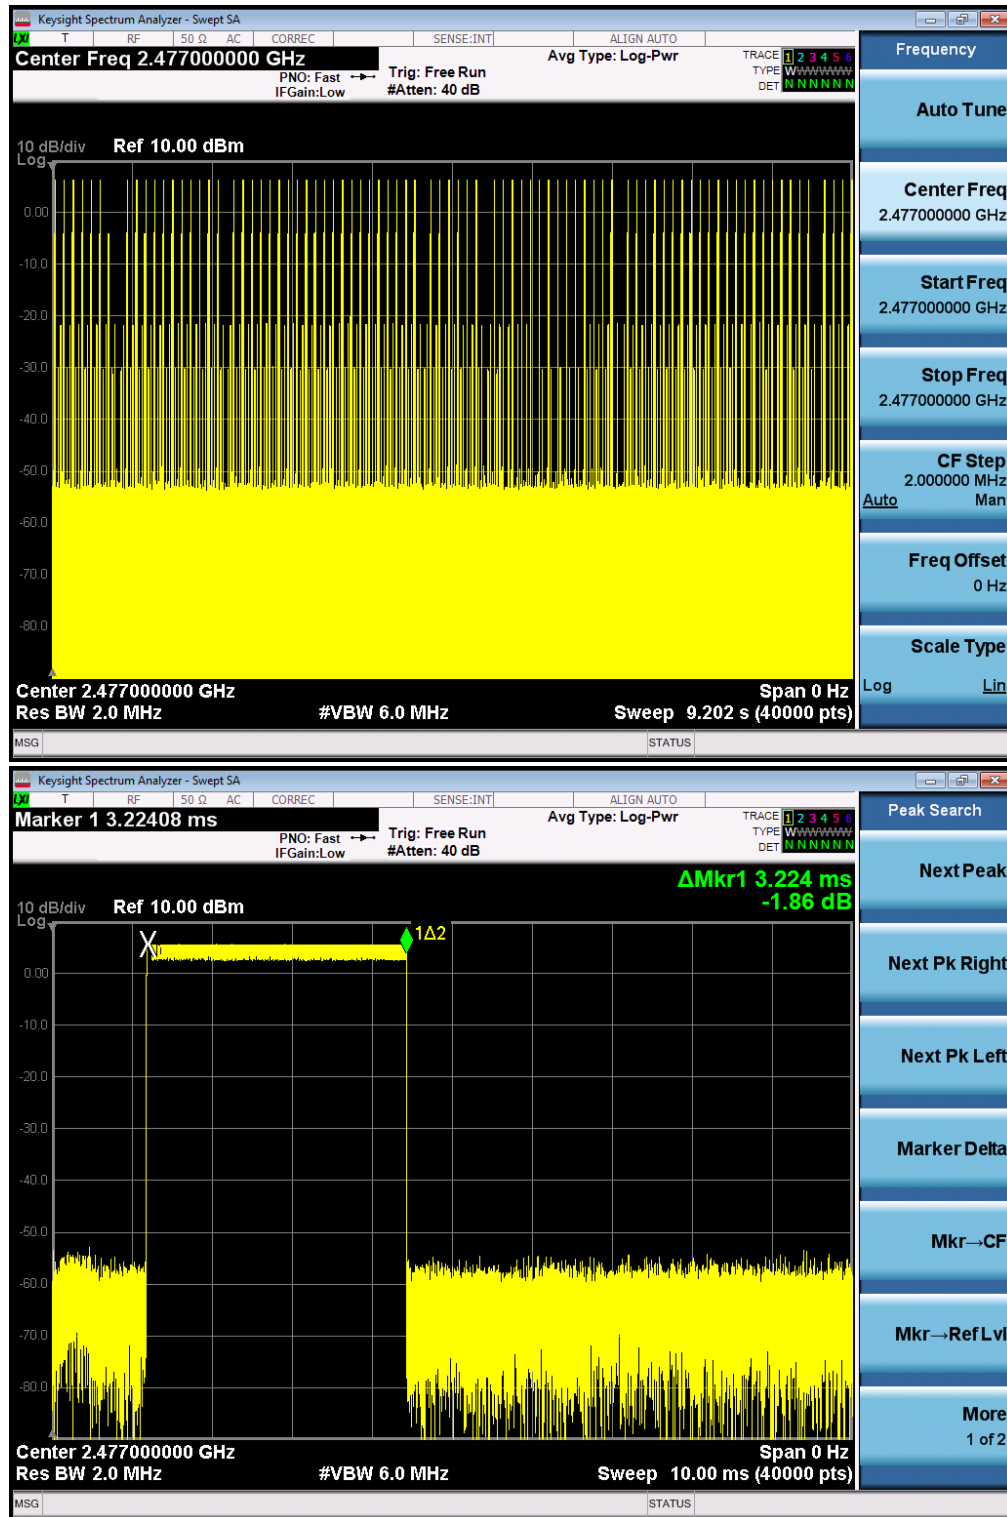 Keysight Spectrum Analyzer - Swept SA
LXI T RF 50 Ω AC CORREC SENSE:INT ALIGN AUTO
Center Freq 2.477000000 GHz
PNO: Fast
IFGain:Low
Trig: Free Run
#Atten: 40 dB
Avg Type: Log-Pwr
TRACE 1 2 3 4 5 6
TYPE WWWWWW
DET N N N N N N
10 dB/div Ref 10.00 dBm
Log
0.00
-10.0
-20.0
-30.0
-40.0
-50.0
-60.0
-70.0
-80.0
Center 2.477000000 GHz Span 0 Hz
Res BW 2.0 MHz #VBW 6.0 MHz Sweep 9.202 s (40000 pts)
MSG STATUS
Frequency
Auto Tune
Center Freq
2.477000000 GHz
Start Freq
2.477000000 GHz
Stop Freq
2.477000000 GHz
CF Step
2.000000 MHz
Auto Man
Freq Offset
0 Hz
Scale Type
Log Lin
Keysight Spectrum Analyzer - Swept SA
LXI T RF 50 Ω AC CORREC SENSE:INT ALIGN AUTO
Marker 1 3.22408 ms
PNO: Fast
IFGain:Low
Trig: Free Run
#Atten: 40 dB
Avg Type: Log-Pwr
TRACE 1 2 3 4 5 6
TYPE WWWWWW
DET N N N N N N
ΔMkr1 3.224 ms
-1.86 dB
10 dB/div Ref 10.00 dBm
Log
1Δ2
0.00
-10.0
-20.0
-30.0
-40.0
-50.0
-60.0
-70.0
-80.0
Center 2.477000000 GHz Span 0 Hz
Res BW 2.0 MHz #VBW 6.0 MHz Sweep 10.00 ms (40000 pts)
MSG STATUS
Peak Search
Next Peak
Next Pk Right
Next Pk Left
Marker Delta
Mkr→CF
Mkr→Ref Lvl
More
1 of 2